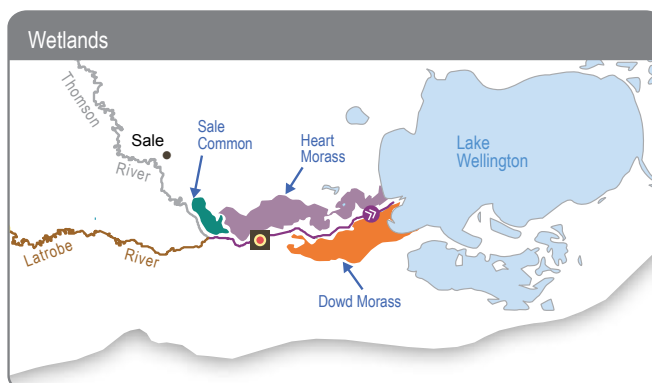 Wetlands
Thomson
River
Sale
Sale
Common
Heart
Morass
Lake
Wellington
Latrobe
River
Dowd Morass